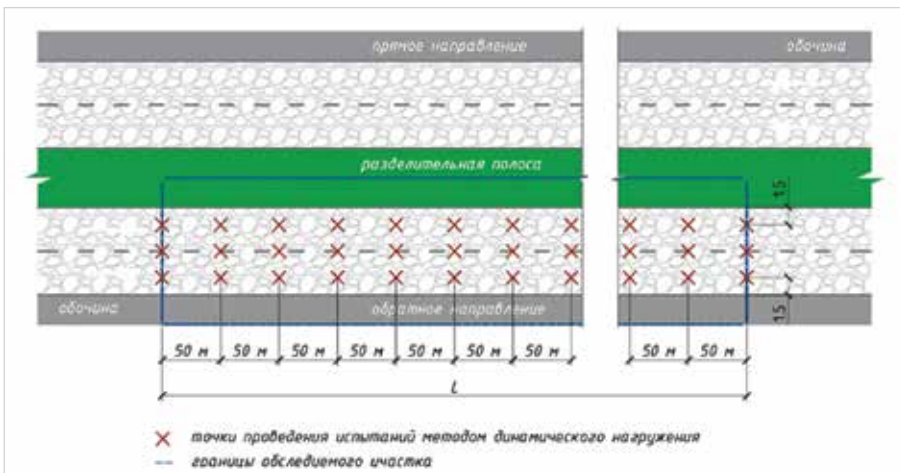 прямое направление
обочина
разделительная полоса
15
обочина
обратное направление
15
50 м 50 м 50 м 50 м 50 м 50 м 50 м 50 м 50 м
L
точки проведения испытаний методом динамического нагружения
границы обследуемого участка